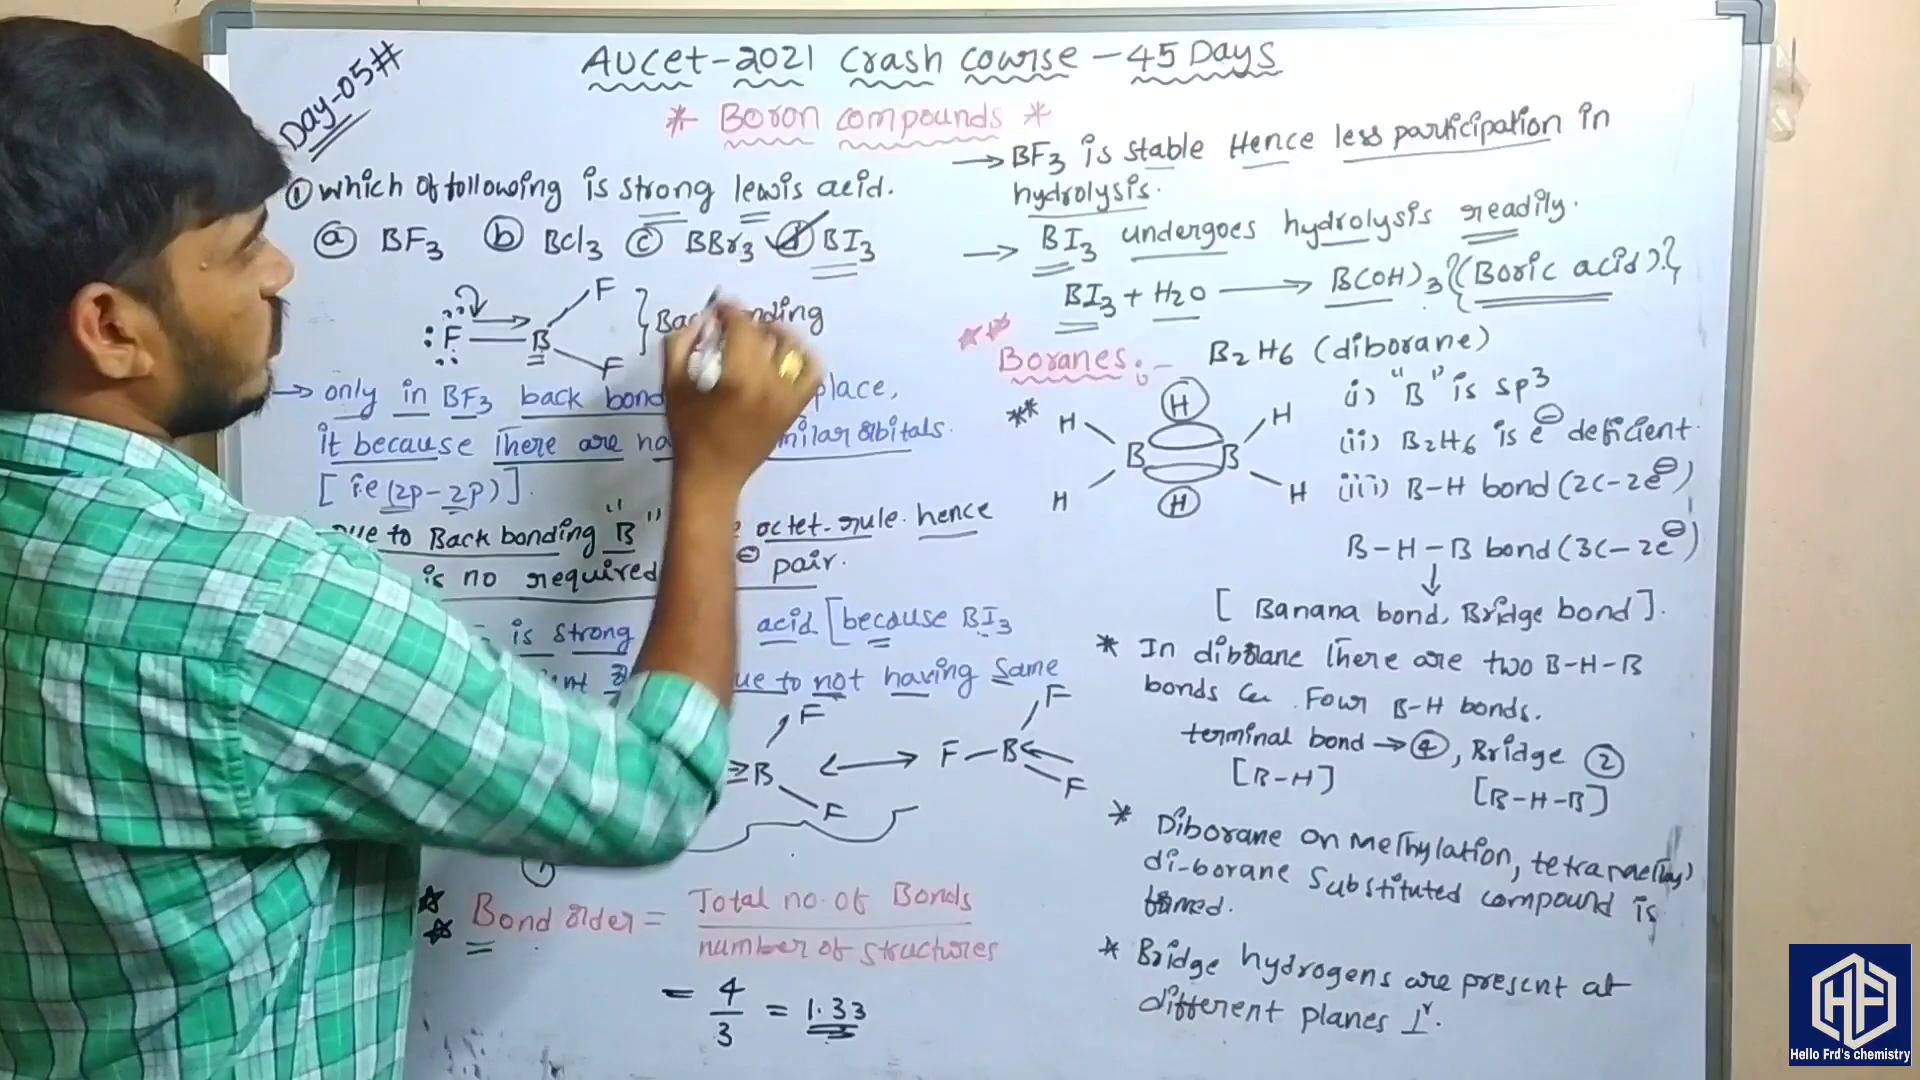 Day-05#
AUCET-2021 Crash Course - 45 Days
* Boron compounds *
① which of following is strong lewis acid.
ⓐ BF3 ⓑ BCl3 ⓒ BBr3 ✓ⓓ BI3
F
:F B
F
→ only in BF3 back bond place,
it because There are orbitals.
[i.e (2p-2p)].
to Back bonding "B" octet-rule. hence
is no required pair.
is strong acid [because BI3
to not having same
F
B
F
↔
F
F-B
F
Bond order = Total no. of Bonds
number of structures
= 4/3 = 1.33
→ BF3 is stable Hence less participation in
hydrolysis.
→ BI3 undergoes hydrolysis readily.
BI3 + H2O → B(OH)3 {(Boric acid).}
Boranes:- B2H6 (diborane)
** H H H
B B
H H H
i) "B" is sp3
(ii) B2H6 is e⊖ deficient.
(iii) B-H bond (2c-2e⊖)
B-H-B bond (3c-2e⊖)
↓
[ Banana bond, Bridge bond ].
* In diborane There are two B-H-B
bonds Four B-H bonds.
terminal bond → ④, Bridge ②
[B-H] [B-H-B]
* Diborane on Methylation,
di-borane Substituted compound is
formed.
* Bridge hydrogens are present at
different planes ⊥r.
HF
Hello Frd's chemistry